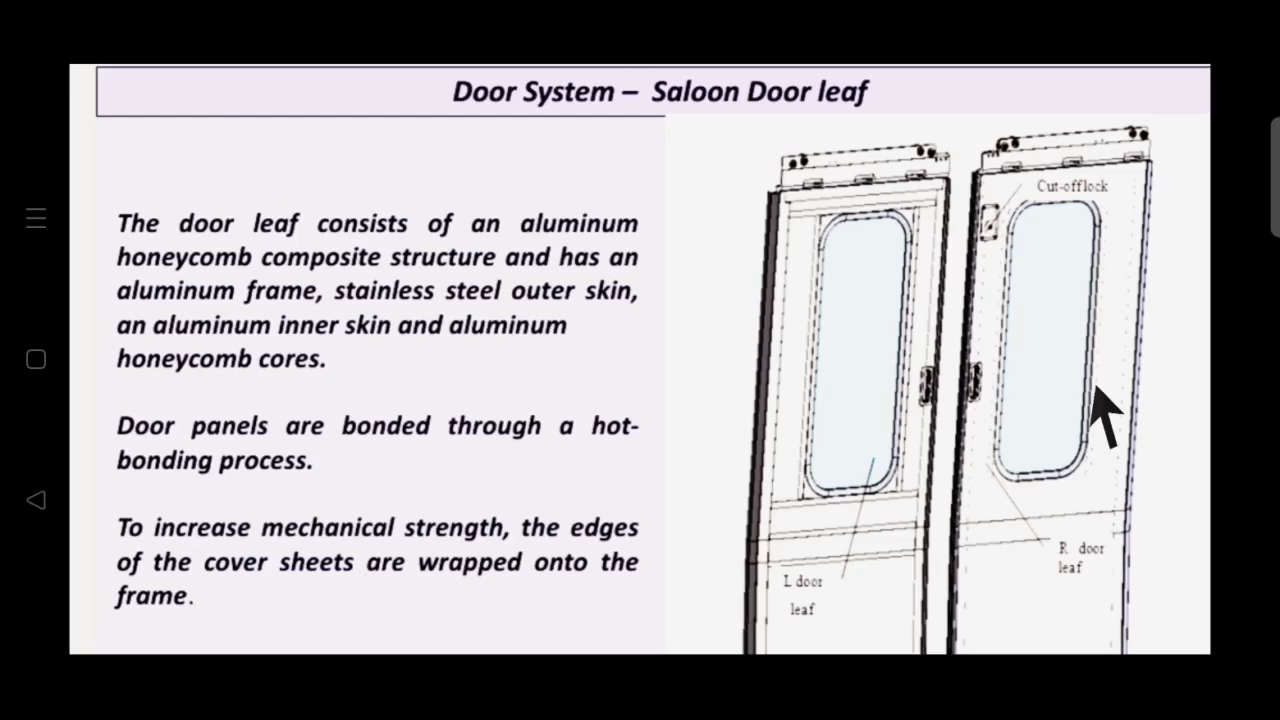 Door System – Saloon Door leaf
The door leaf consists of an aluminum
honeycomb composite structure and has an
aluminum frame, stainless steel outer skin,
an aluminum inner skin and aluminum
honeycomb cores.
Door panels are bonded through a hot-
bonding process.
To increase mechanical strength, the edges
of the cover sheets are wrapped onto the
frame.
Cut-off lock
R door
leaf
L door
leaf